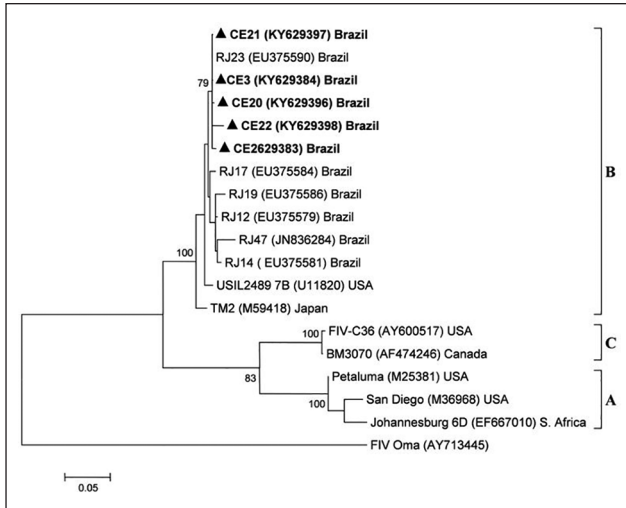 ▲ CE21 (KY629397) Brazil
RJ23 (EU375590) Brazil
79
▲CE3 (KY629384) Brazil
▲ CE20 (KY629396) Brazil
▲ CE22 (KY629398) Brazil
▲ CE2629383) Brazil
RJ17 (EU375584) Brazil
B
RJ19 (EU375586) Brazil
RJ12 (EU375579) Brazil
RJ47 (JN836284) Brazil
100
RJ14 ( EU375581) Brazil
USIL2489 7B (U11820) USA
TM2 (M59418) Japan
100
FIV-C36 (AY600517) USA
C
BM3070 (AF474246) Canada
83
Petaluma (M25381) USA
100
San Diego (M36968) USA
A
Johannesburg 6D (EF667010) S. Africa
FIV Oma (AY713445)
0.05